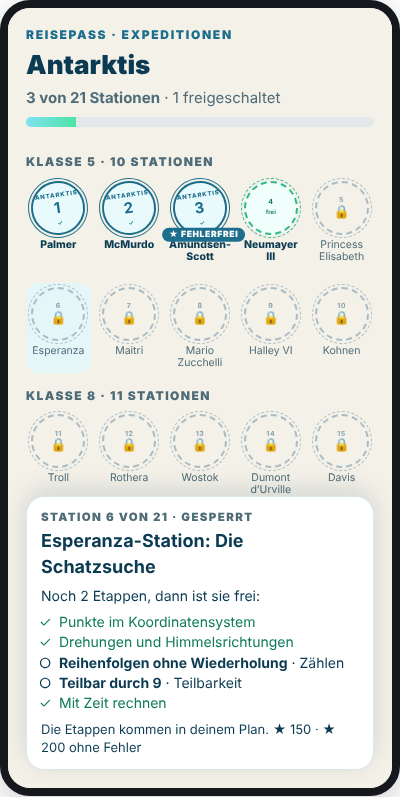 REISEPASS · EXPEDITIONEN
Antarktis
3 von 21 Stationen · 1 freigeschaltet
KLASSE 5 · 10 STATIONEN
ANTARKTIS ANTARKTIS ANTARKTIS
1 2 3 4 5
frei
★ FEHLERFREI
Palmer McMurdo Amundsen- Neumayer Princess
Scott III Elisabeth
6 7 8 9 10
Esperanza Maitri Mario Halley VI Kohnen
Zucchelli
KLASSE 8 · 11 STATIONEN
11 12 13 14 15
Troll Rothera Wostok Dumont Davis
d'Urville
STATION 6 VON 21 · GESPERRT
Esperanza-Station: Die
Schatzsuche
Noch 2 Etappen, dann ist sie frei:
✓ Punkte im Koordinatensystem
✓ Drehungen und Himmelsrichtungen
○ Reihenfolgen ohne Wiederholung · Zählen
○ Teilbar durch 9 · Teilbarkeit
✓ Mit Zeit rechnen
Die Etappen kommen in deinem Plan. ★ 150 · ★
200 ohne Fehler